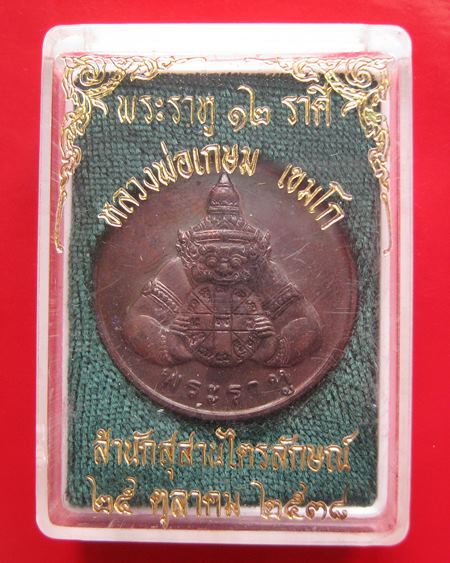 พระราหู ๑๒ ราศี
หลวงพ่อเกษม เขมโก
พระราหู
สำนักสุสานไตรลักษณ์
๒๕ ตุลาคม ๒๕๓๘